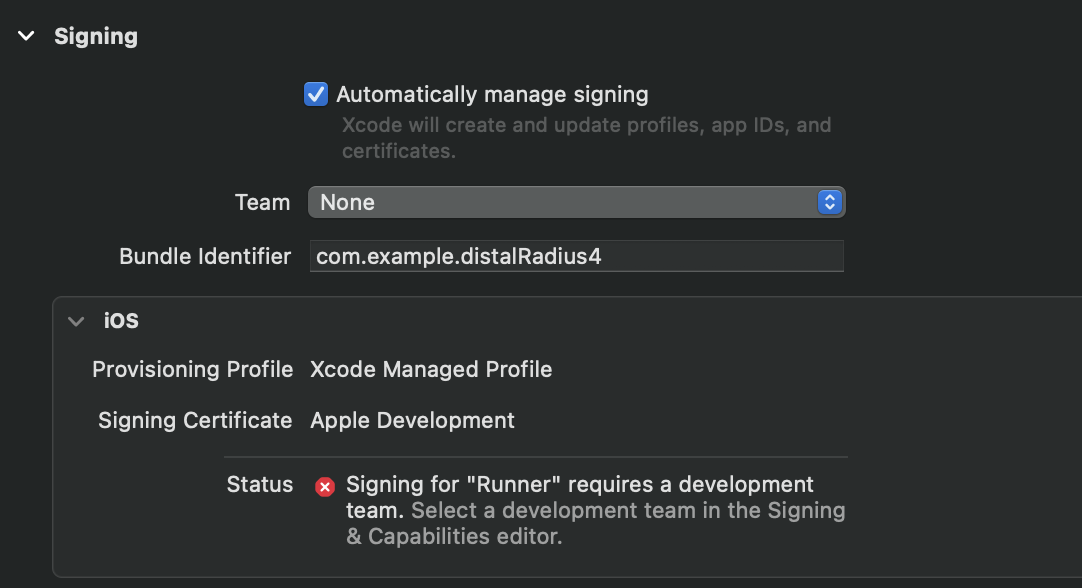 Signing
Automatically manage signing
Xcode will create and update profiles, app IDs, and
certificates.
Team None
Bundle Identifier com.example.distalRadius4
iOS
Provisioning Profile Xcode Managed Profile
Signing Certificate Apple Development
Status Signing for "Runner" requires a development
team. Select a development team in the Signing
& Capabilities editor.